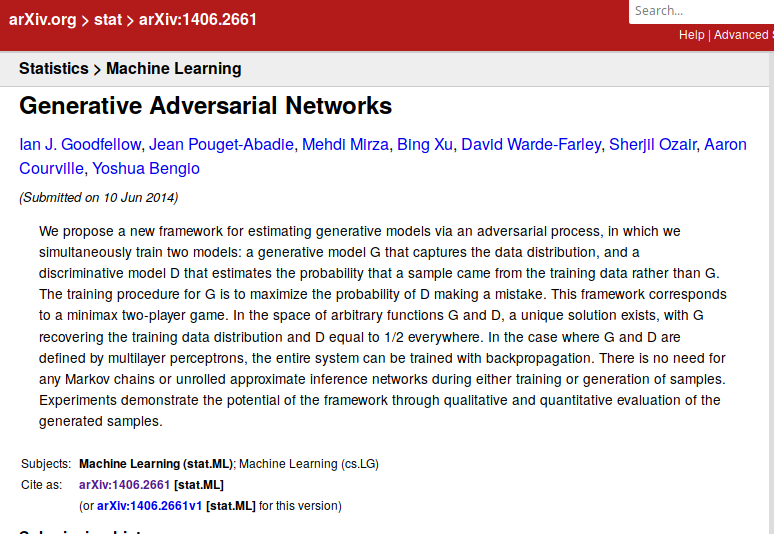 arXiv.org > stat > arXiv:1406.2661
Search...
Help | Advanced
Statistics > Machine Learning
Generative Adversarial Networks
Ian J. Goodfellow, Jean Pouget-Abadie, Mehdi Mirza, Bing Xu, David Warde-Farley, Sherjil Ozair, Aaron
Courville, Yoshua Bengio
(Submitted on 10 Jun 2014)
We propose a new framework for estimating generative models via an adversarial process, in which we
simultaneously train two models: a generative model G that captures the data distribution, and a
discriminative model D that estimates the probability that a sample came from the training data rather than G.
The training procedure for G is to maximize the probability of D making a mistake. This framework corresponds
to a minimax two-player game. In the space of arbitrary functions G and D, a unique solution exists, with G
recovering the training data distribution and D equal to 1/2 everywhere. In the case where G and D are
defined by multilayer perceptrons, the entire system can be trained with backpropagation. There is no need for
any Markov chains or unrolled approximate inference networks during either training or generation of samples.
Experiments demonstrate the potential of the framework through qualitative and quantitative evaluation of the
generated samples.
Subjects: Machine Learning (stat.ML); Machine Learning (cs.LG)
Cite as: arXiv:1406.2661 [stat.ML]
(or arXiv:1406.2661v1 [stat.ML] for this version)